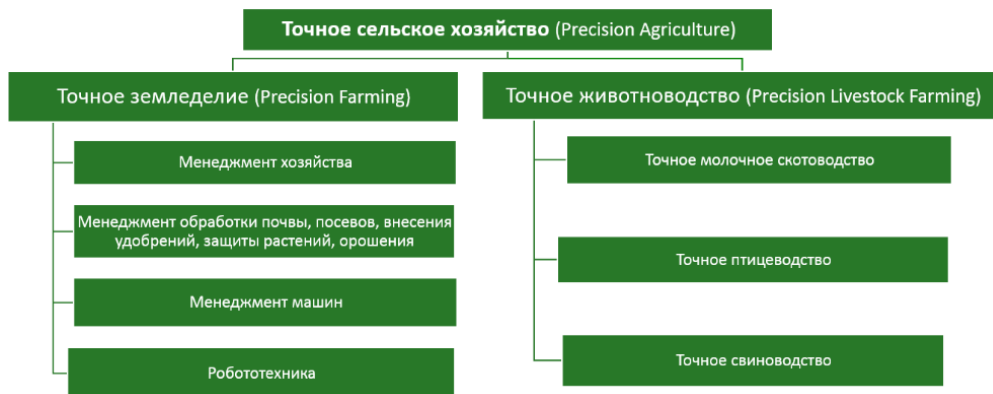 Точное сельское хозяйство (Precision Agriculture)
Точное земледелие (Precision Farming)
Менеджмент хозяйства
Менеджмент обработки почвы, посевов, внесения
удобрений, защиты растений, орошения
Менеджмент машин
Робототехника
Точное животноводство (Precision Livestock Farming)
Точное молочное скотоводство
Точное птицеводство
Точное свиноводство